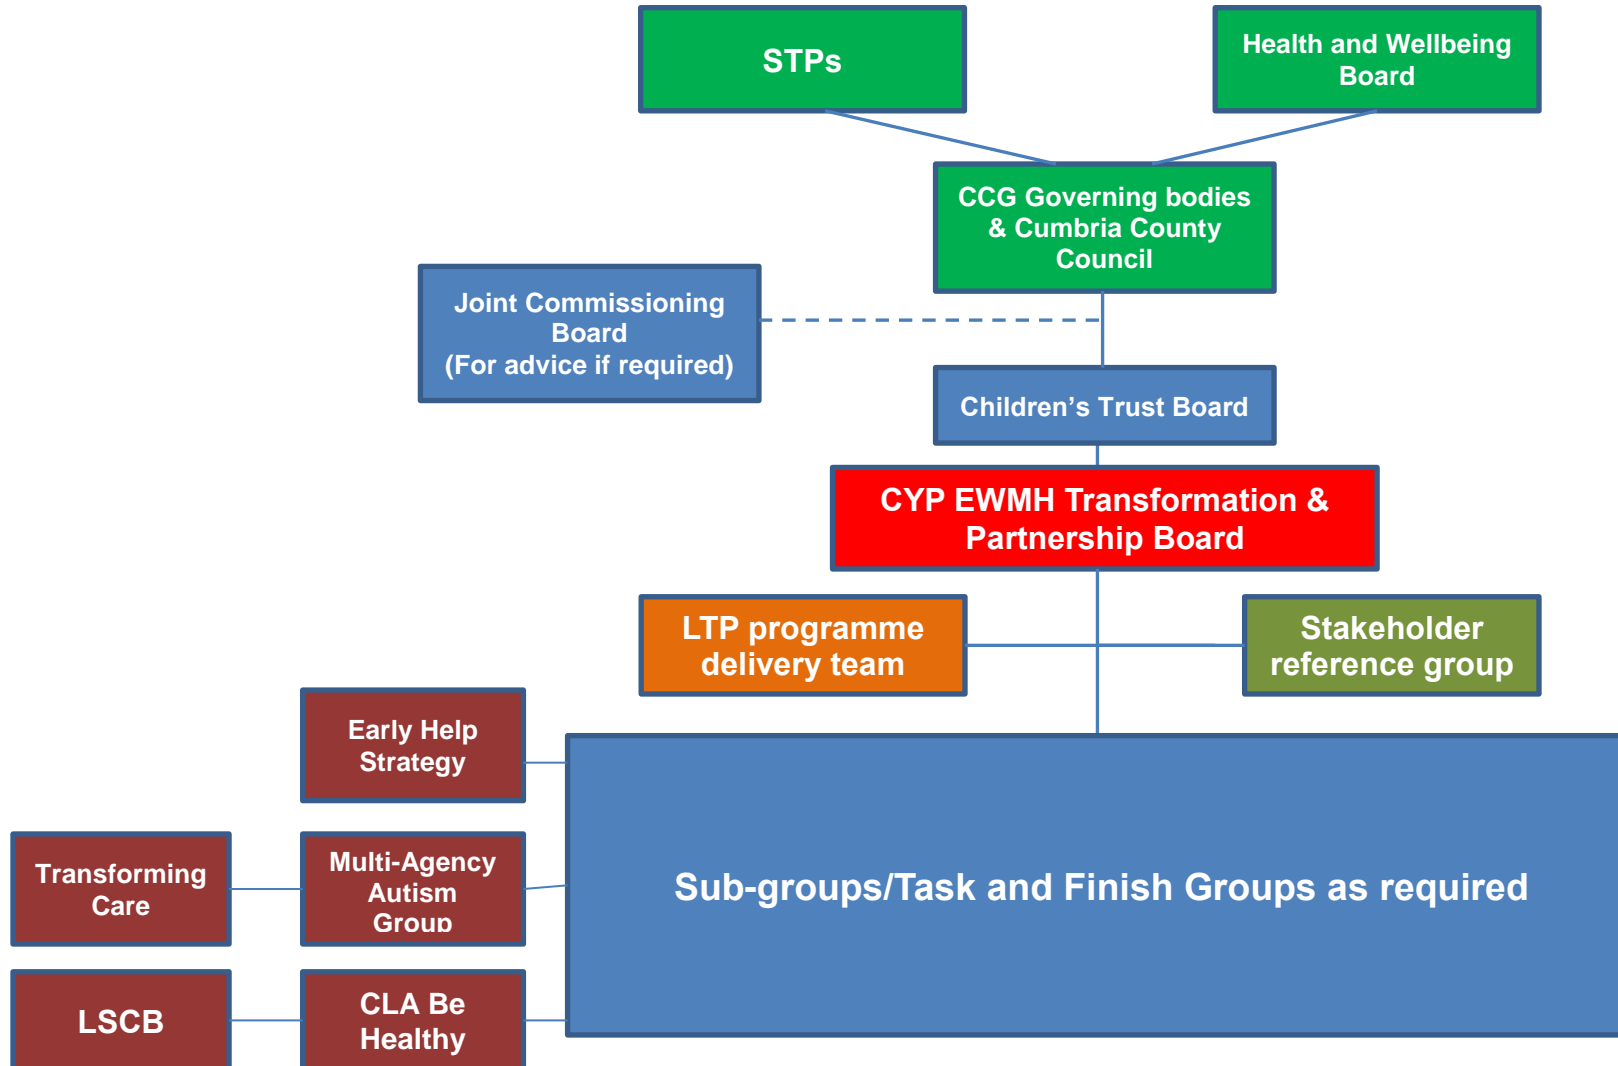 STPs
Health and Wellbeing
Board
CCG Governing bodies
& Cumbria County
Council
Joint Commissioning
Board
(For advice if required)
Children’s Trust Board
CYP EWMH Transformation &
Partnership Board
LTP programme
delivery team
Stakeholder
reference group
Early Help
Strategy
Transforming
Care
Multi-Agency
Autism
Group
Sub-groups/Task and Finish Groups as required
LSCB
CLA Be
Healthy